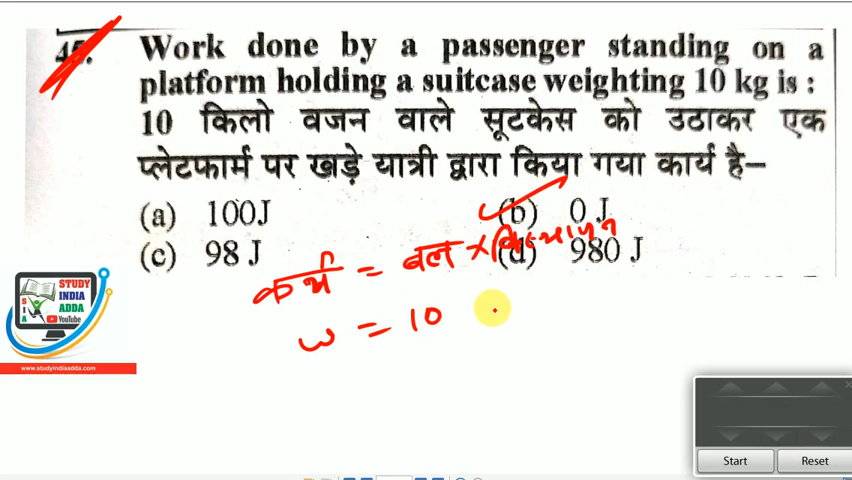 45. Work done by a passenger standing on a
platform holding a suitcase weighting 10 kg is :
10 किलो वजन वाले सूटकेस को उठाकर एक
प्लेटफार्म पर खड़े यात्री द्वारा किया गया कार्य है–
(a) 100J (b) 0 J
(c) 98 J (d) 980 J
कार्य = बल × विस्थापन
w = 10
STUDY
INDIA
ADDA
YouTube
SIA
www.studyindiaadda.com
Start Reset